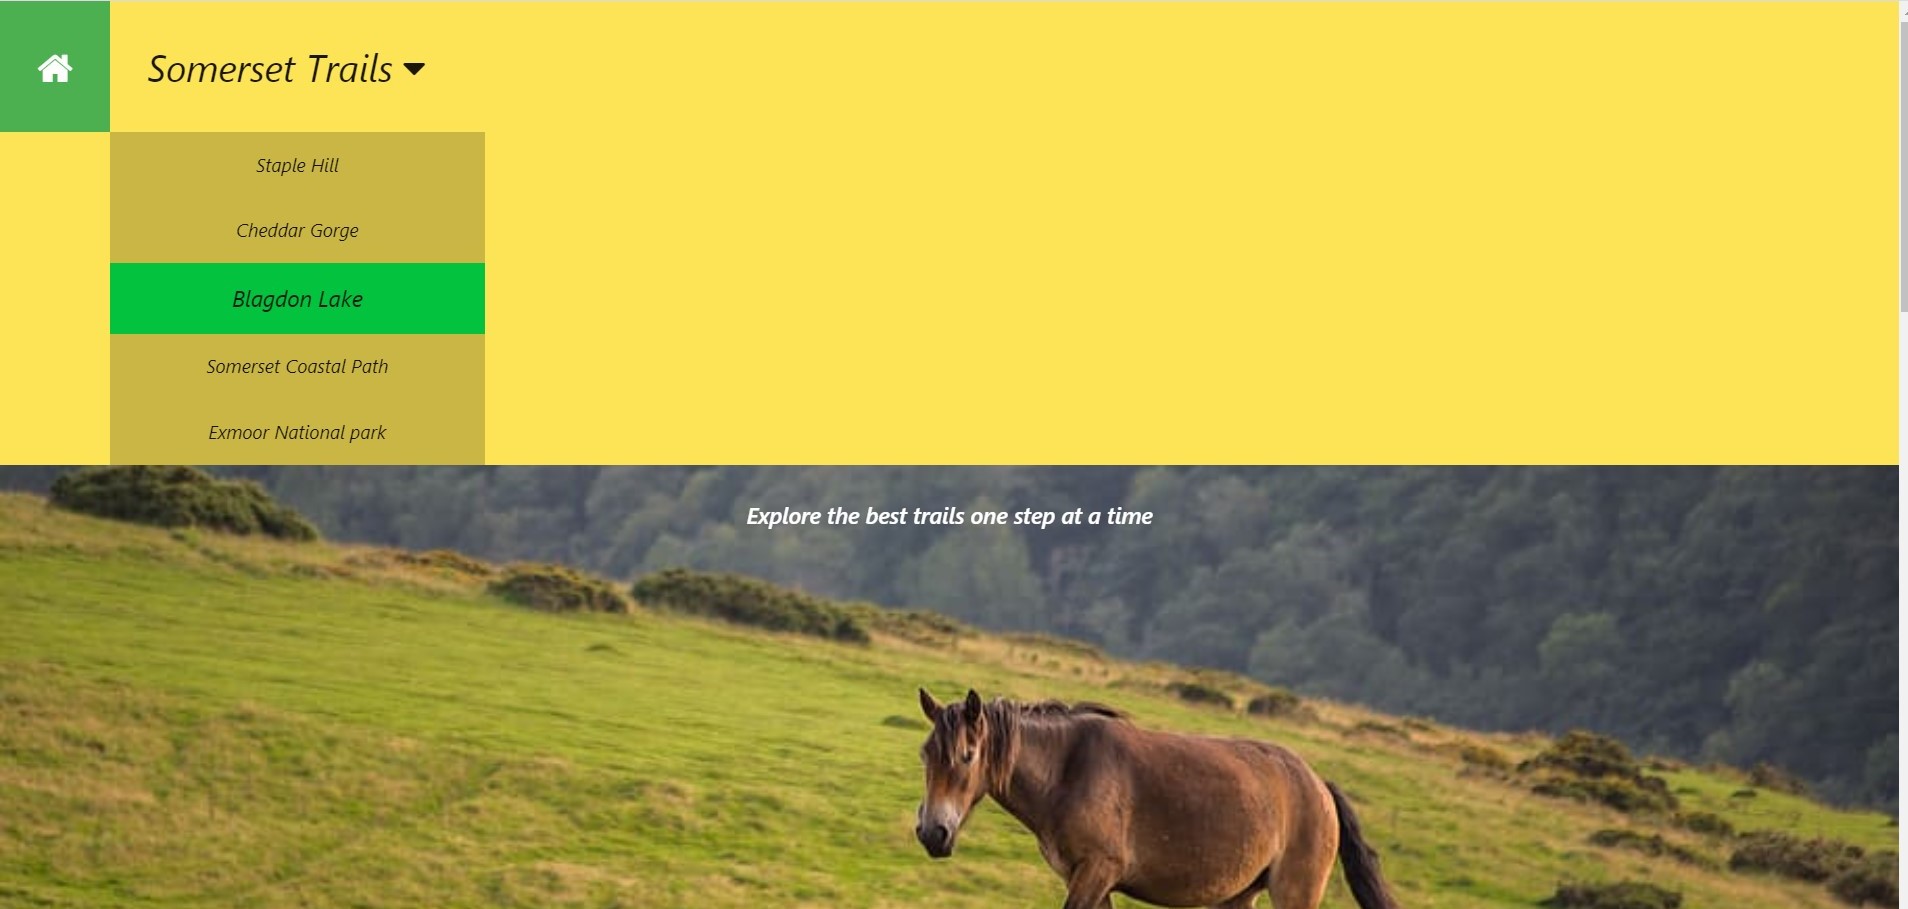 Somerset Trails
Staple Hill
Cheddar Gorge
Blagdon Lake
Somerset Coastal Path
Exmoor National park
Explore the best trails one step at a time